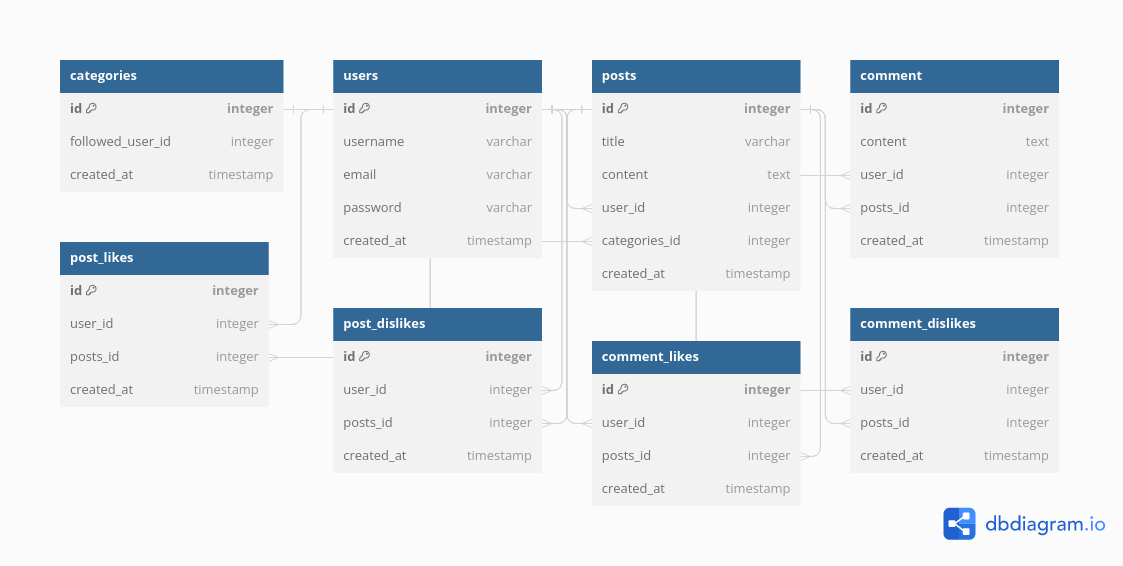 categories
id integer
followed_user_id integer
created_at timestamp
users
id integer
username varchar
email varchar
password varchar
created_at timestamp
posts
id integer
title varchar
content text
user_id integer
categories_id integer
created_at timestamp
comment
id integer
content text
user_id integer
posts_id integer
created_at timestamp
post_likes
id integer
user_id integer
posts_id integer
created_at timestamp
post_dislikes
id integer
user_id integer
posts_id integer
created_at timestamp
comment_likes
id integer
user_id integer
posts_id integer
created_at timestamp
comment_dislikes
id integer
user_id integer
posts_id integer
created_at timestamp
dbdiagram.io